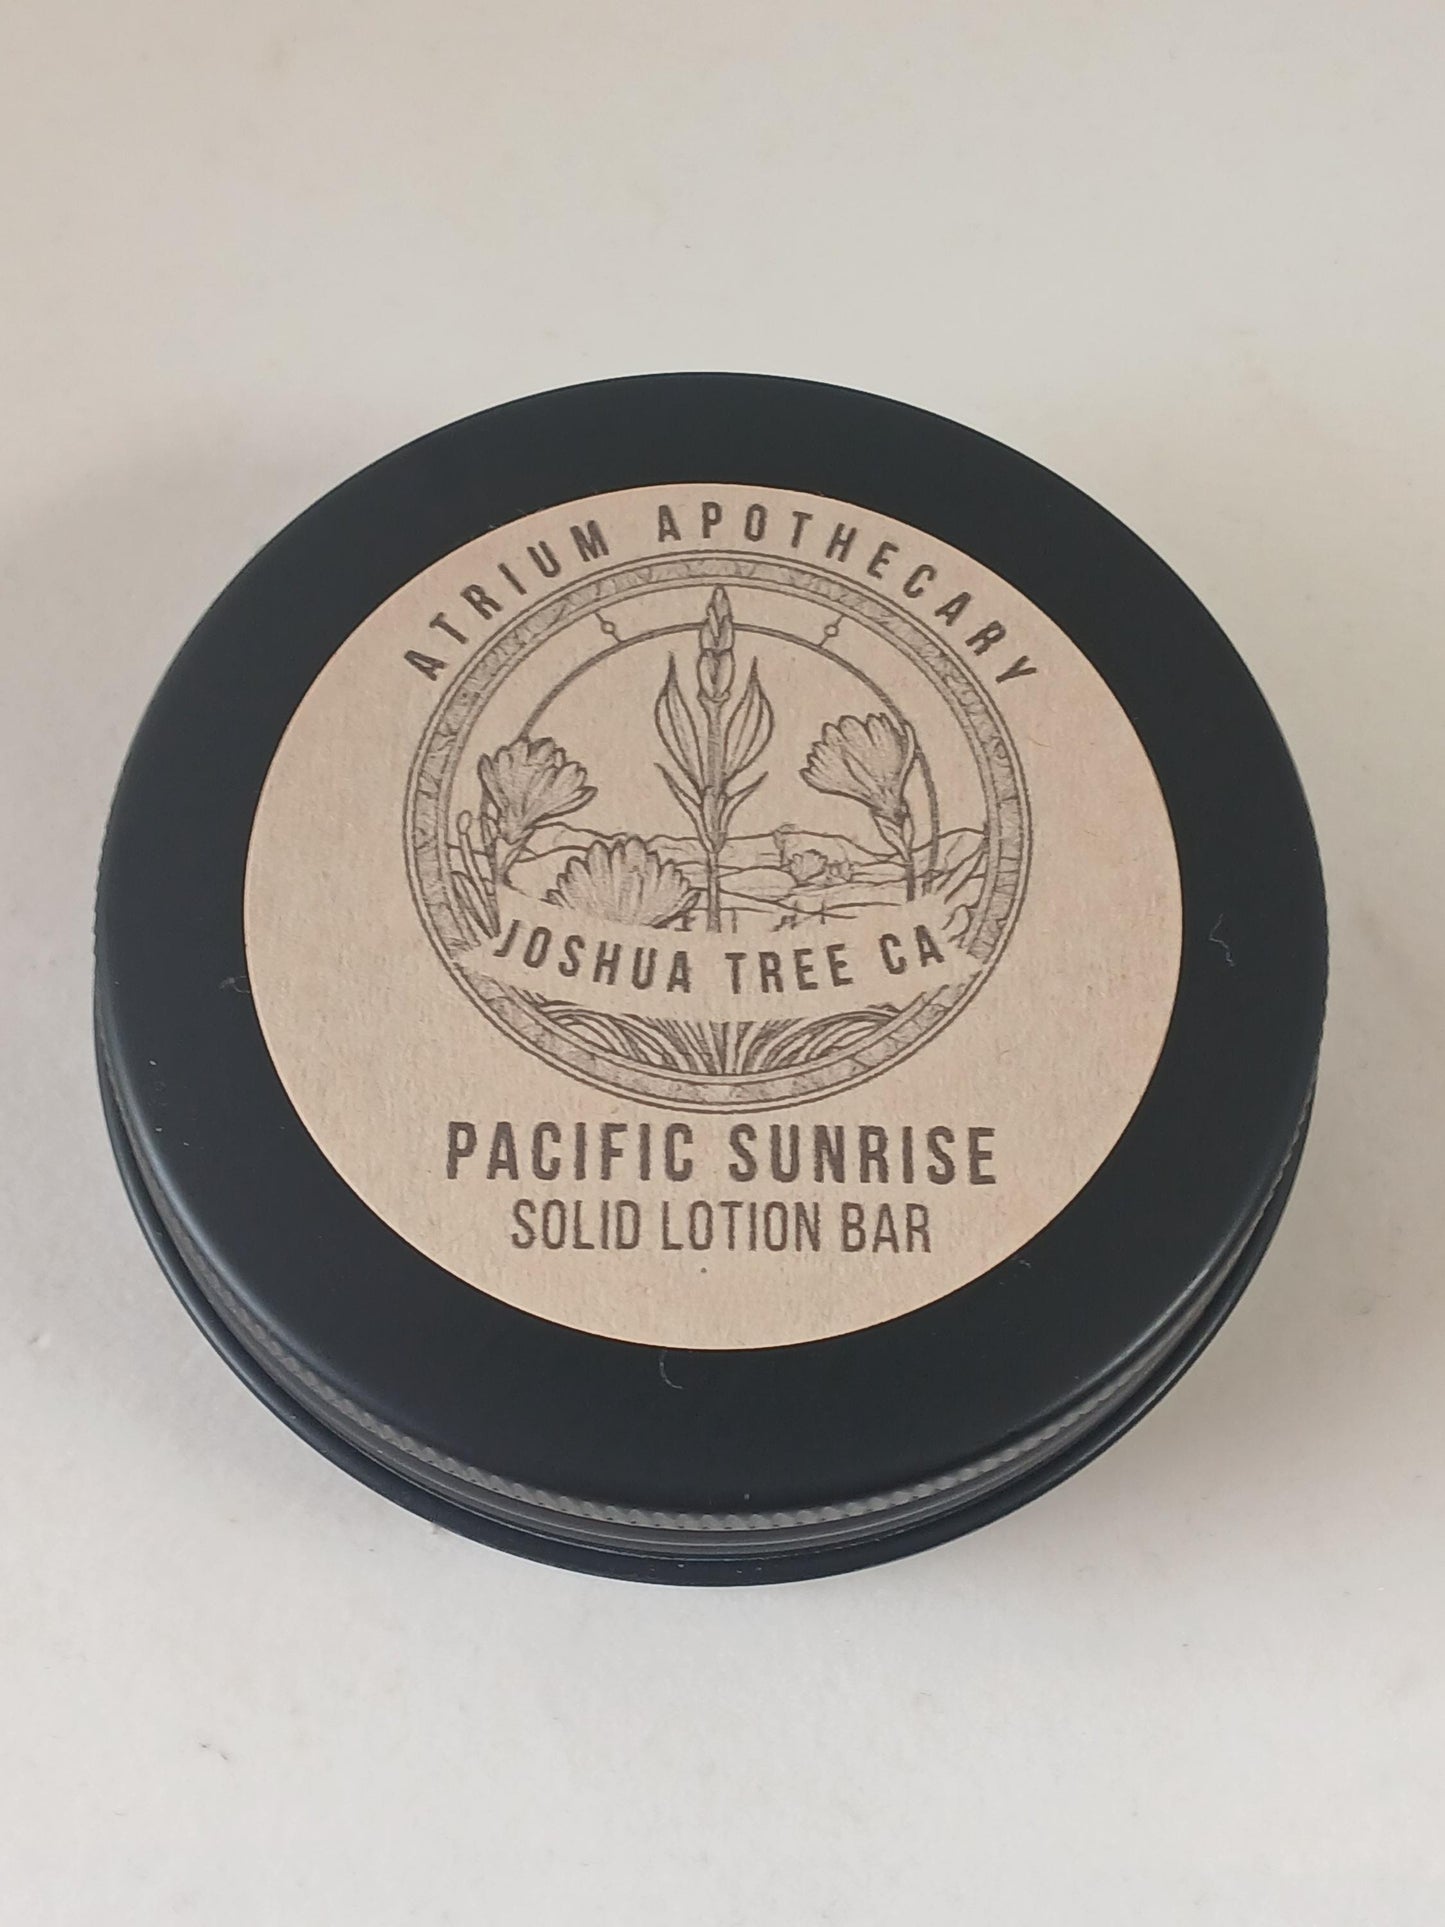 ATRIUM APOTHECARY
JOSHUA TREE CA
PACIFIC SUNRISE
SOLID LOTION BAR